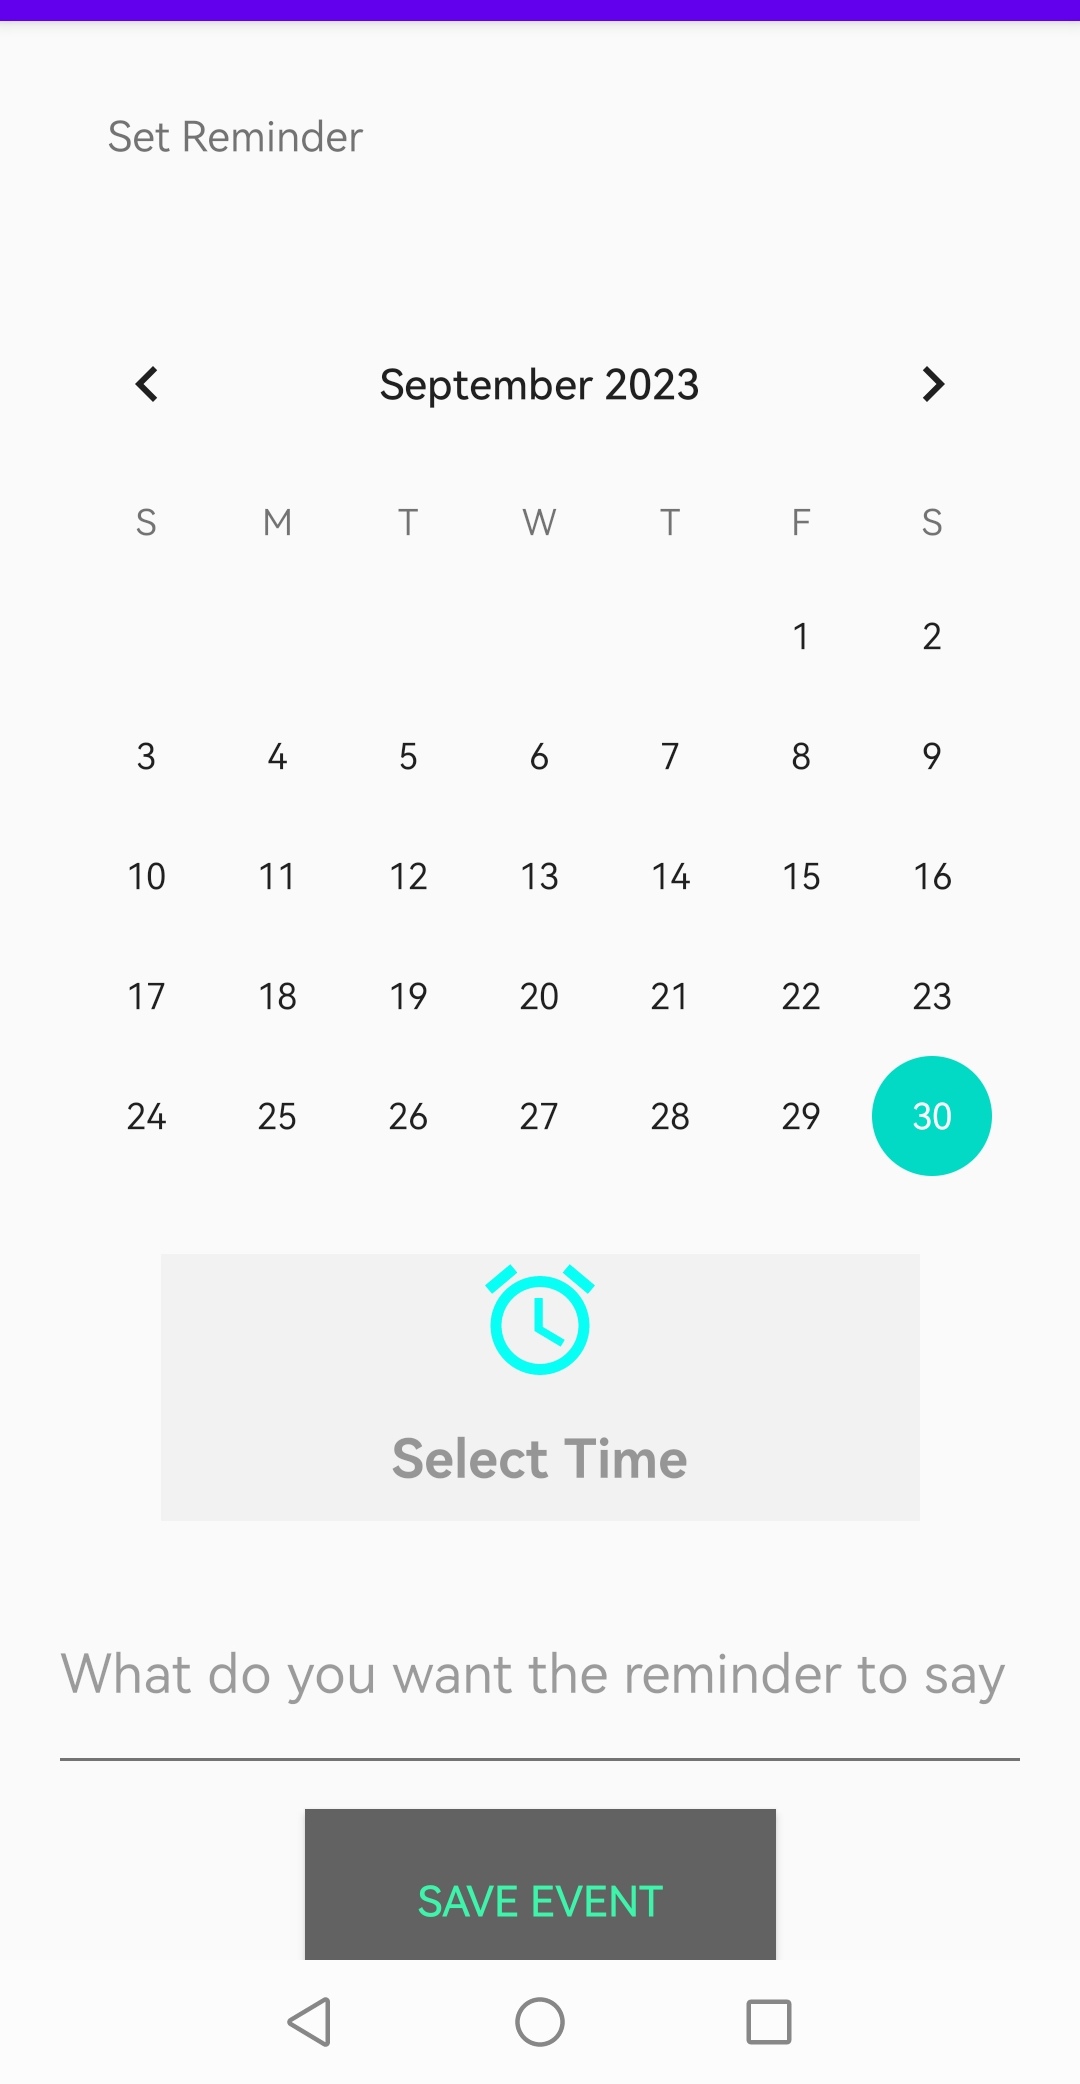 Set Reminder
September 2023
S M T W T F S
1 2
3 4 5 6 7 8 9
10 11 12 13 14 15 16
17 18 19 20 21 22 23
24 25 26 27 28 29 30
Select Time
What do you want the reminder to say
SAVE EVENT